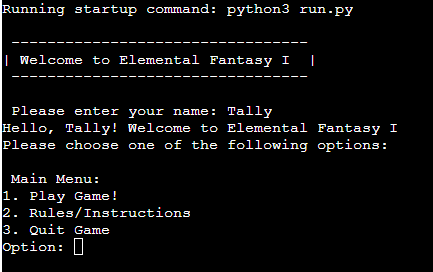 Running startup command: python3 run.py
---------------------------------
| Welcome to Elemental Fantasy I  |
---------------------------------
Please enter your name: Tally
Hello, Tally! Welcome to Elemental Fantasy I
Please choose one of the following options:
Main Menu:
1. Play Game!
2. Rules/Instructions
3. Quit Game
Option: